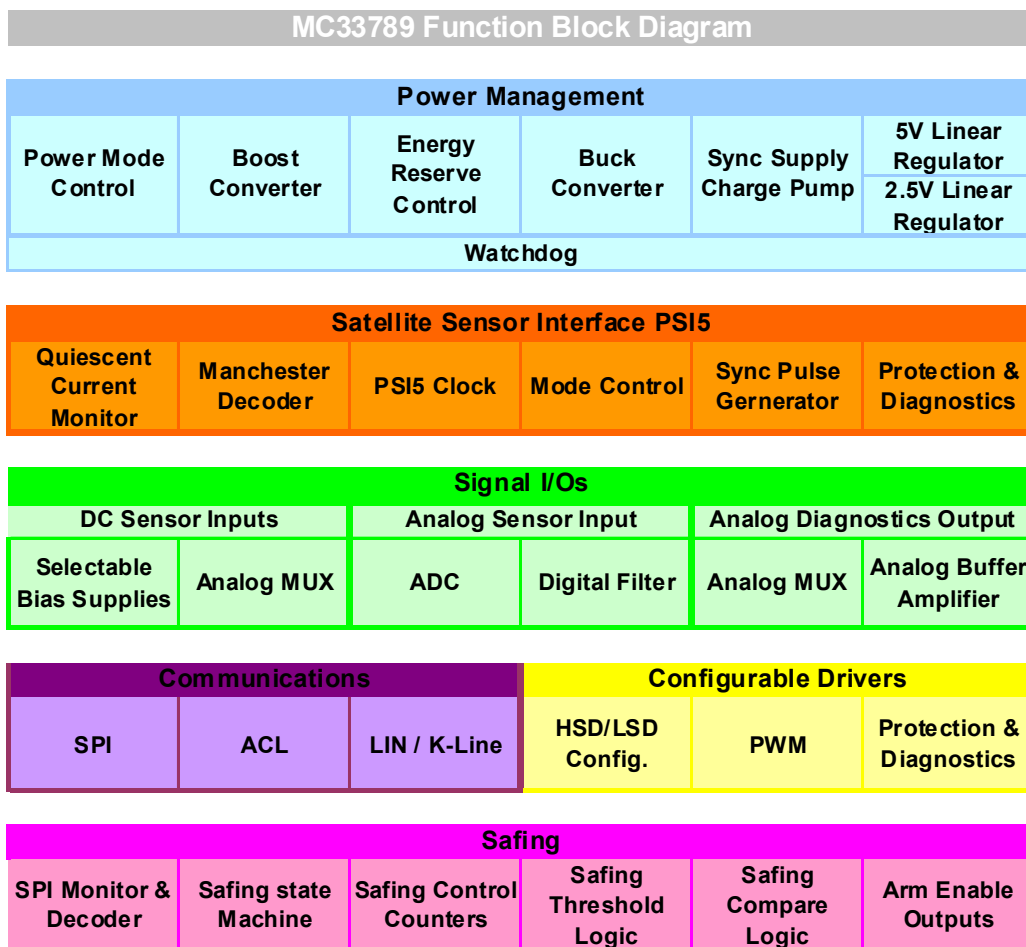 MC33789 Function Block Diagram
Power Management
Power Mode
Control
Boost
Converter
Energy
Reserve
Control
Buck
Converter
Sync Supply
Charge Pump
5V Linear
Regulator
2.5V Linear
Regulator
Watchdog
Satellite Sensor Interface PSI5
Quiescent
Current
Monitor
Manchester
Decoder
PSI5 Clock
Mode Control
Sync Pulse
Gernerator
Protection &
Diagnostics
Signal I/Os
DC Sensor Inputs
Analog Sensor Input
Analog Diagnostics Output
Selectable
Bias Supplies
Analog MUX
ADC
Digital Filter
Analog MUX
Analog Buffer
Amplifier
Communications
Configurable Drivers
SPI
ACL
LIN / K-Line
HSD/LSD
Config.
PWM
Protection &
Diagnostics
Safing
SPI Monitor &
Decoder
Safing state
Machine
Safing Control
Counters
Safing
Threshold
Logic
Safing
Compare
Logic
Arm Enable
Outputs